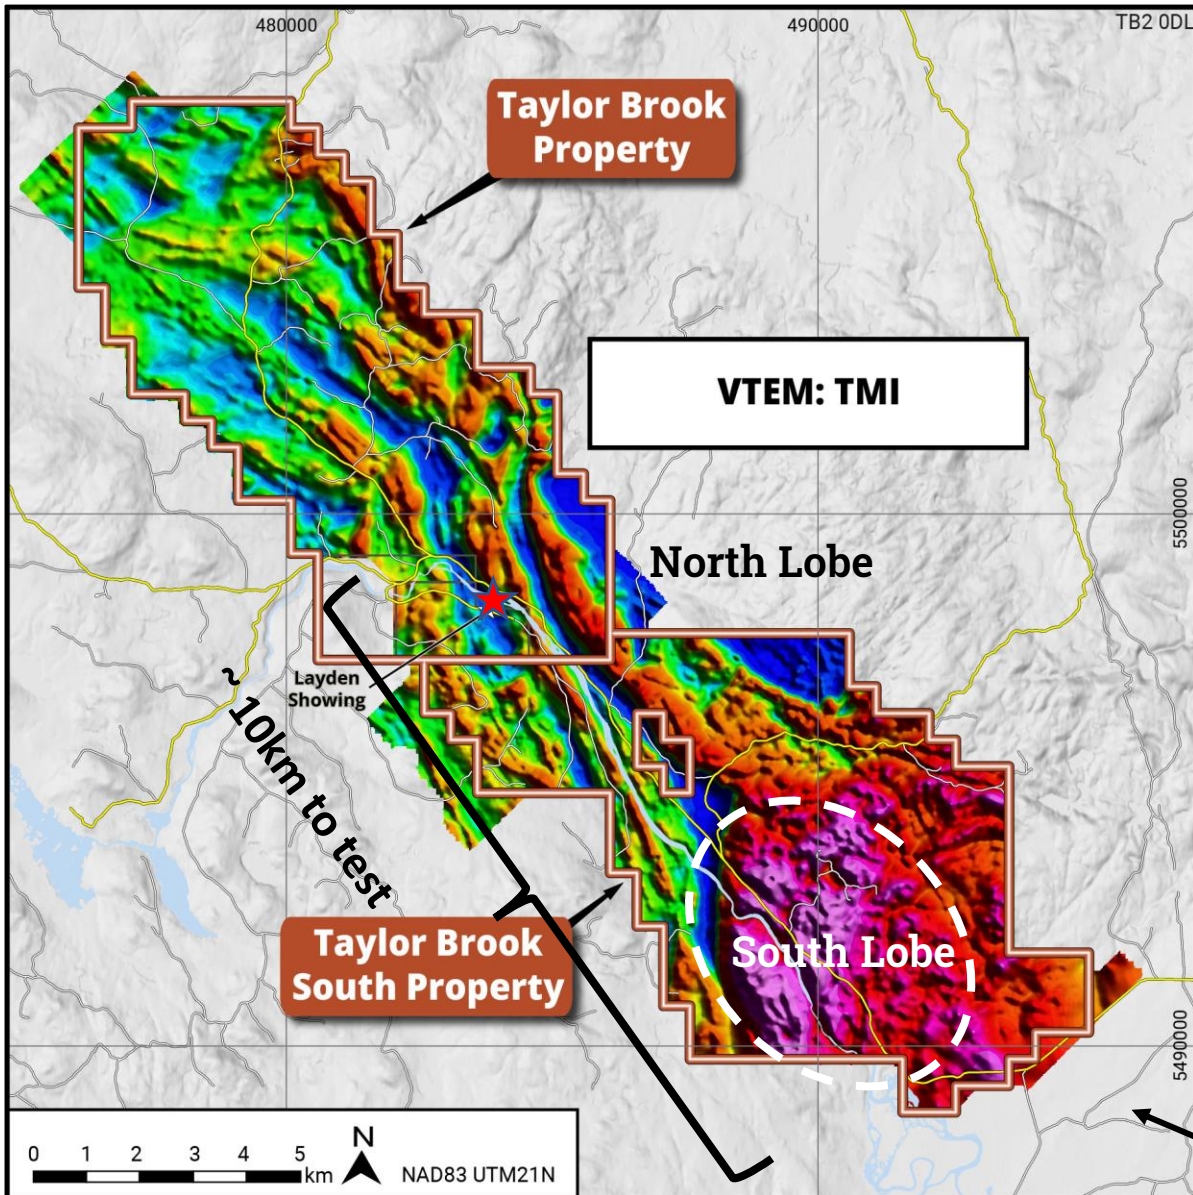 480000
490000
TB2 0DL
Taylor Brook
Property
VTEM: TMI
5500000
North Lobe
Layden
Showing
~ 10km to test
Taylor Brook
South Property
South Lobe
5490000
0 1 2 3 4 5
km
N
NAD83 UTM21N